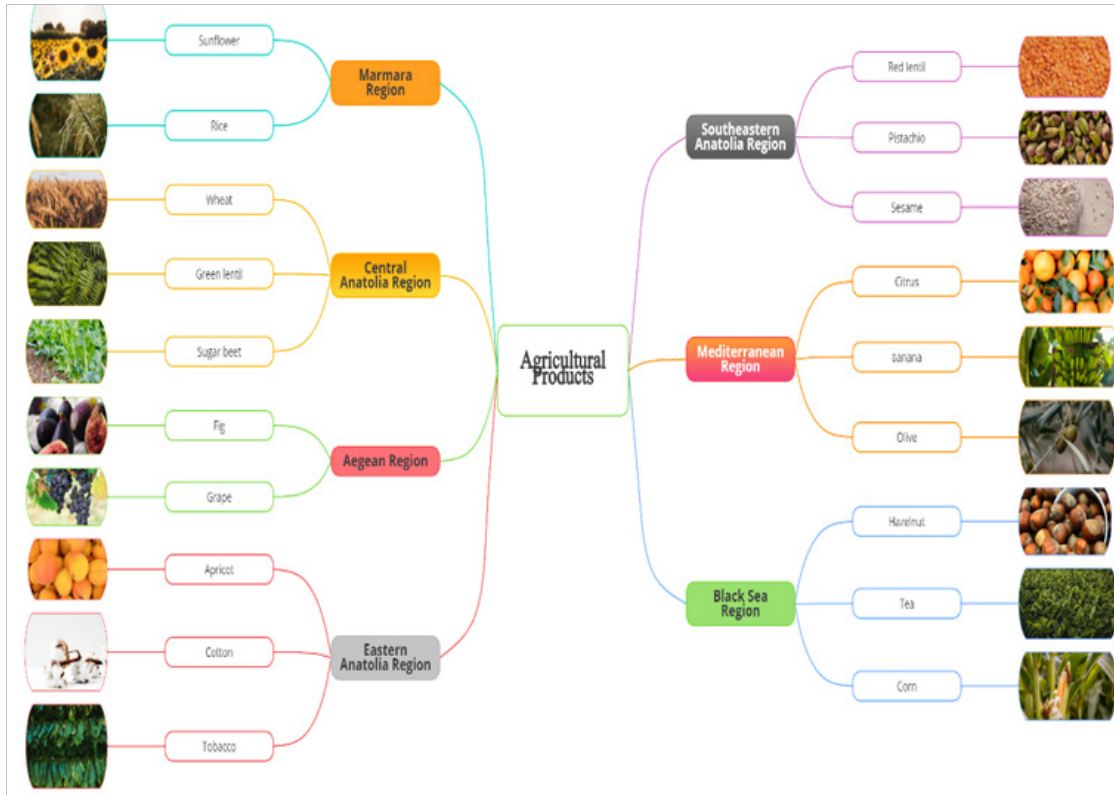 Agricultural
Products
Marmara
Region
Sunflower
Rice
Central
Anatolia Region
Wheat
Green lentil
Sugar beet
Aegean Region
Fig
Grape
Eastern
Anatolia Region
Apricot
Cotton
Tobacco
Southeastern
Anatolia Region
Red lentil
Pistachio
Sesame
Mediterranean
Region
Citrus
banana
Olive
Black Sea
Region
Hazelnut
Tea
Corn